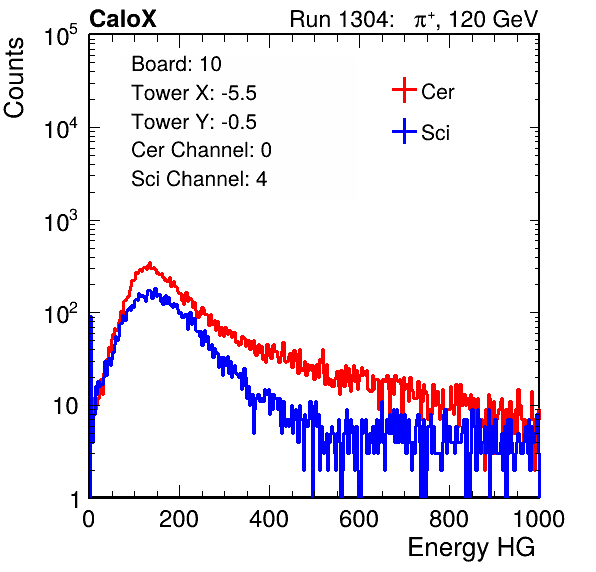 CaloX Run 1304: π⁺, 120 GeV
Counts
10⁵
10⁴
10³
10²
10
1
Board: 10
Tower X: -5.5
Tower Y: -0.5
Cer Channel: 0
Sci Channel: 4
Cer
Sci
0 200 400 600 800 1000
Energy HG